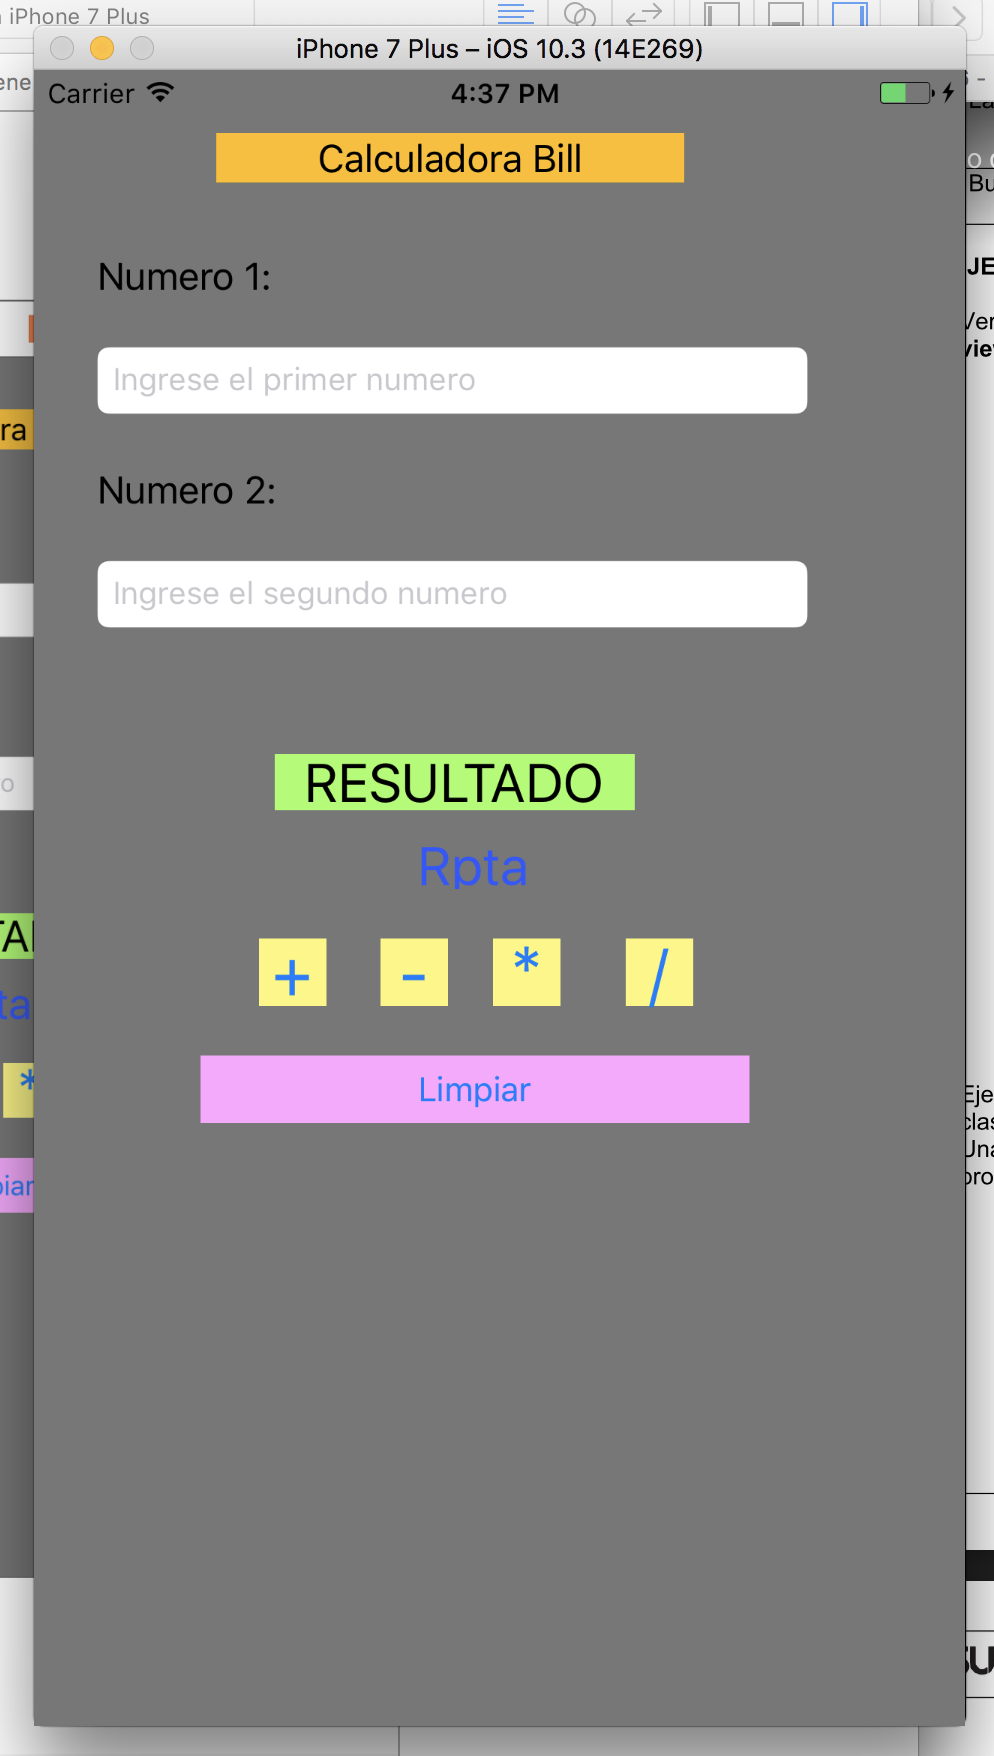 iPhone 7 Plus
iPhone 7 Plus – iOS 10.3 (14E269)
Carrier 4:37 PM
Calculadora Bill
Numero 1:
Ingrese el primer numero
Numero 2:
Ingrese el segundo numero
RESULTADO
Rpta
+ - * /
Limpiar